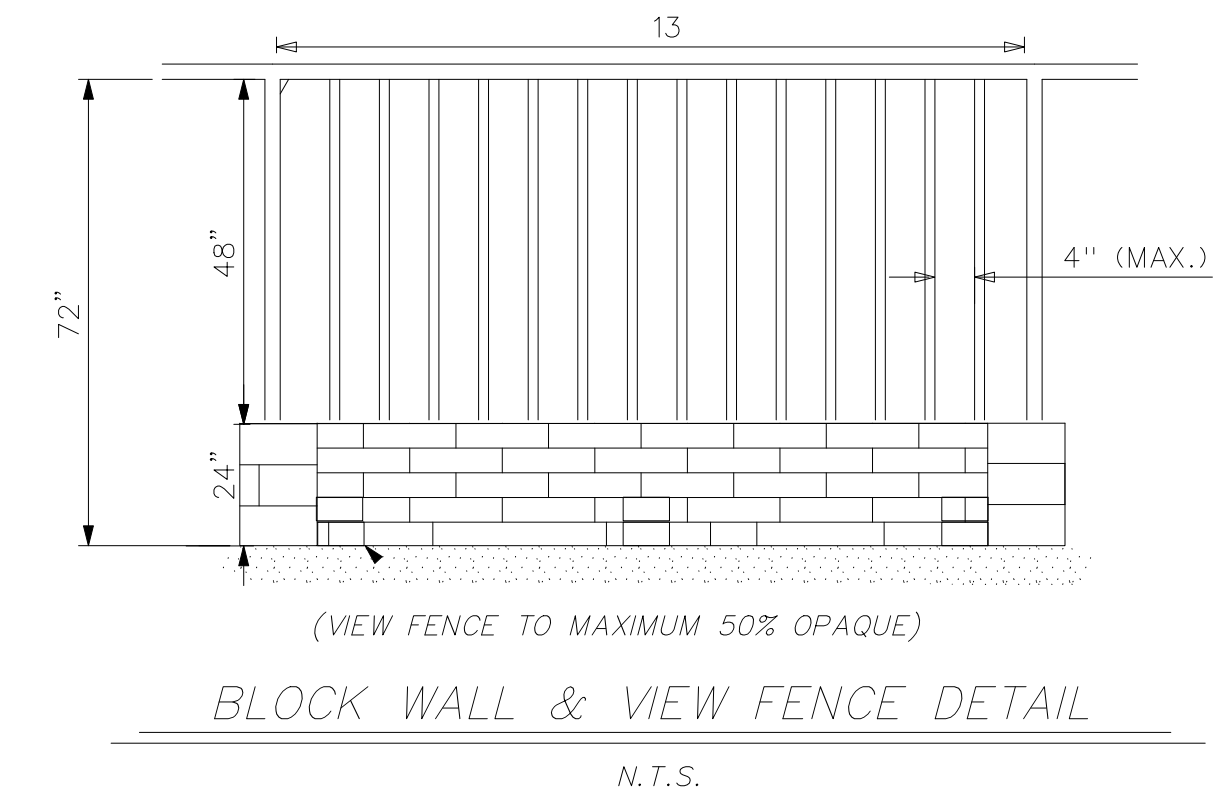 13
48”
4" (MAX.)
72”
24”
(VIEW FENCE TO MAXIMUM 50% OPAQUE)
BLOCK WALL & VIEW FENCE DETAIL
N.T.S.